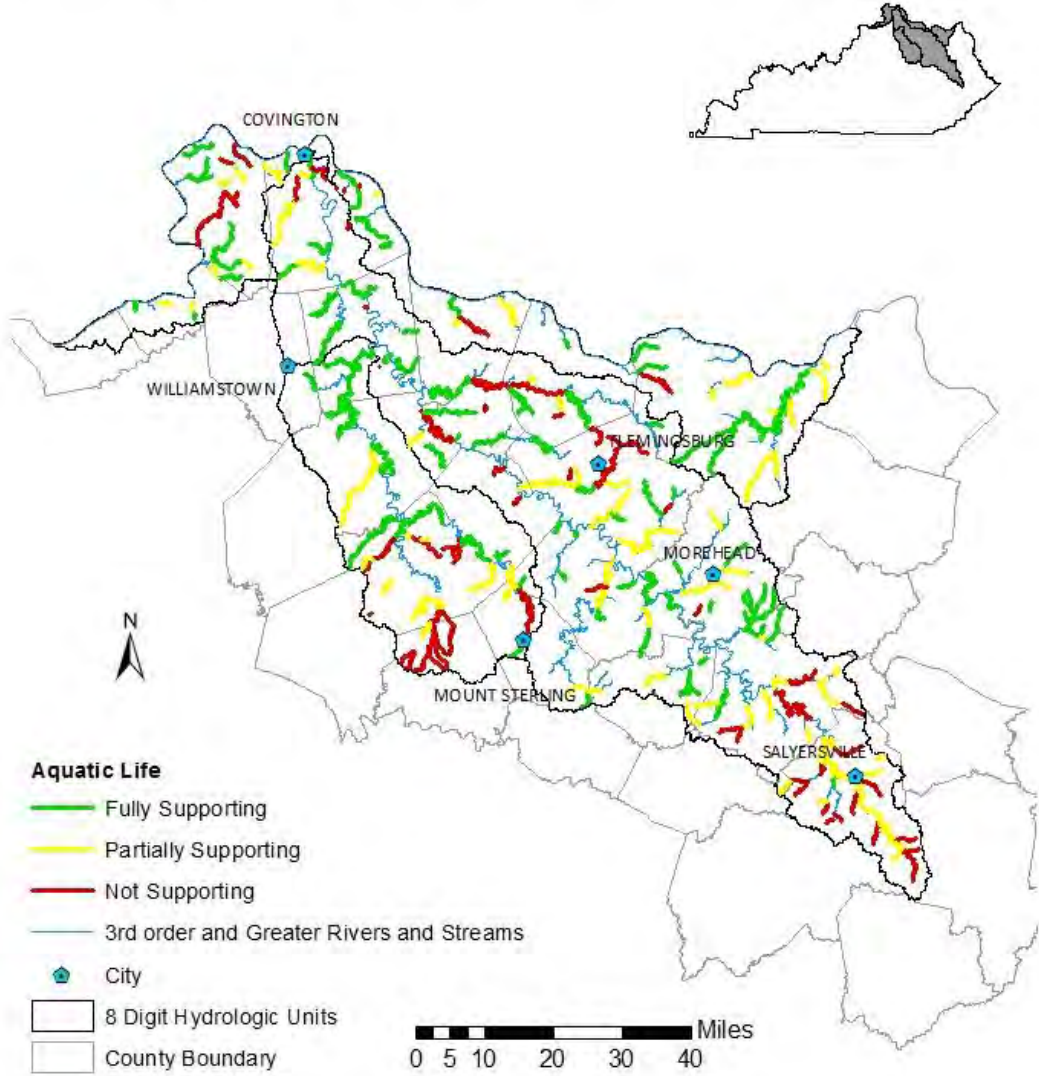 COVINGTON
WILLIAMSTOWN
FLEMINGSBURG
MOREHEAD
N
MOUNT STERLING
SALYERSVILLE
Aquatic Life
Fully Supporting
Partially Supporting
Not Supporting
3rd order and Greater Rivers and Streams
City
8 Digit Hydrologic Units
County Boundary
Miles
0 5 10 20 30 40